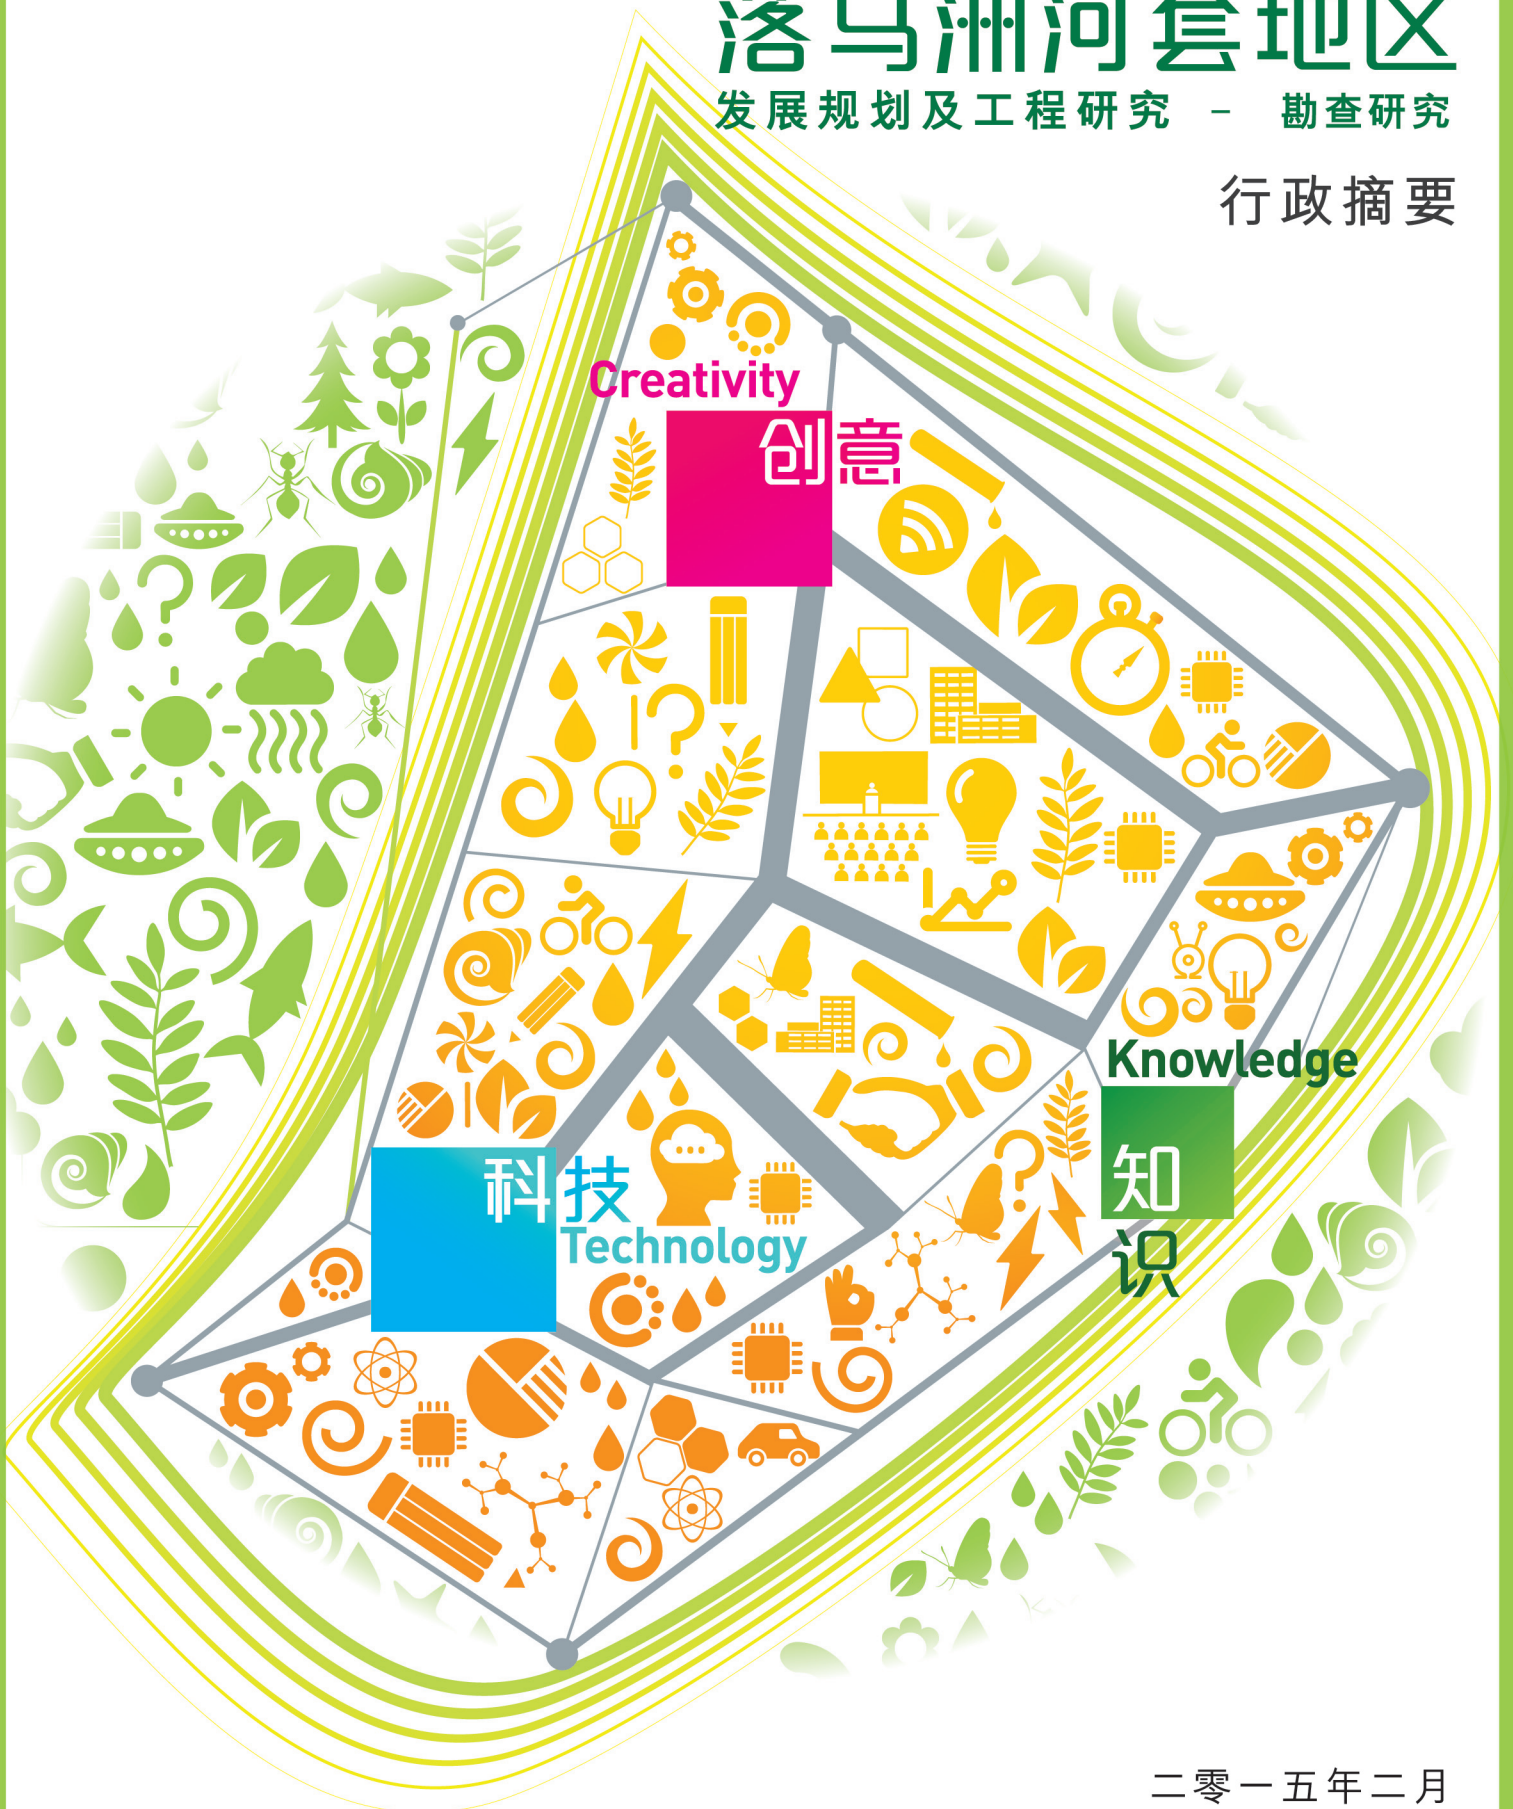 落马洲河套地区
发展规划及工程研究 - 勘查研究
行政摘要
Creativity
创意
Knowledge
知
识
科技
Technology
二零一五年二月